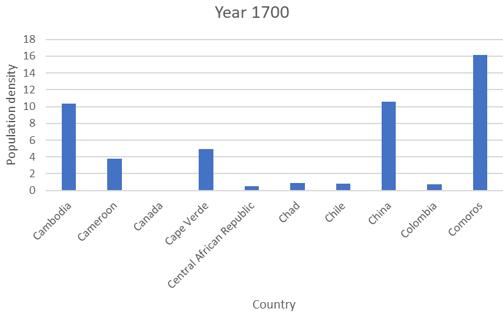 Year 1700
Population density
18
16
14
12
10
8
6
4
2
0
Cambodia
Cameroon
Canada
Cape Verde
Central African Republic
Chad
Chile
China
Colombia
Comoros
Country